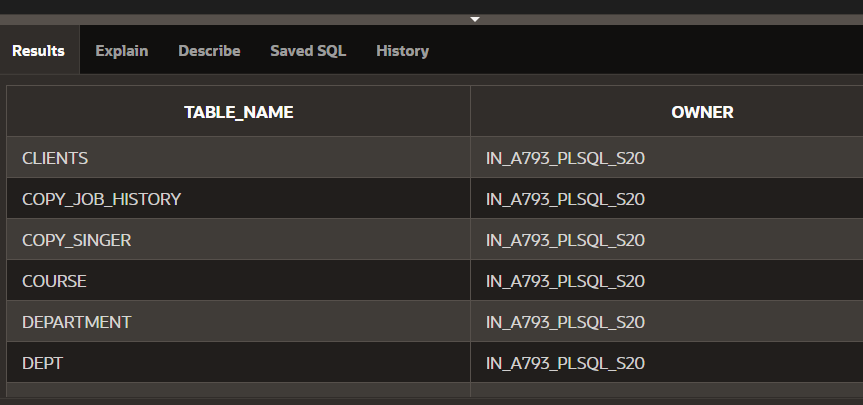 Results Explain Describe Saved SQL History
TABLE_NAME OWNER
CLIENTS IN_A793_PLSQL_S20
COPY_JOB_HISTORY IN_A793_PLSQL_S20
COPY_SINGER IN_A793_PLSQL_S20
COURSE IN_A793_PLSQL_S20
DEPARTMENT IN_A793_PLSQL_S20
DEPT IN_A793_PLSQL_S20